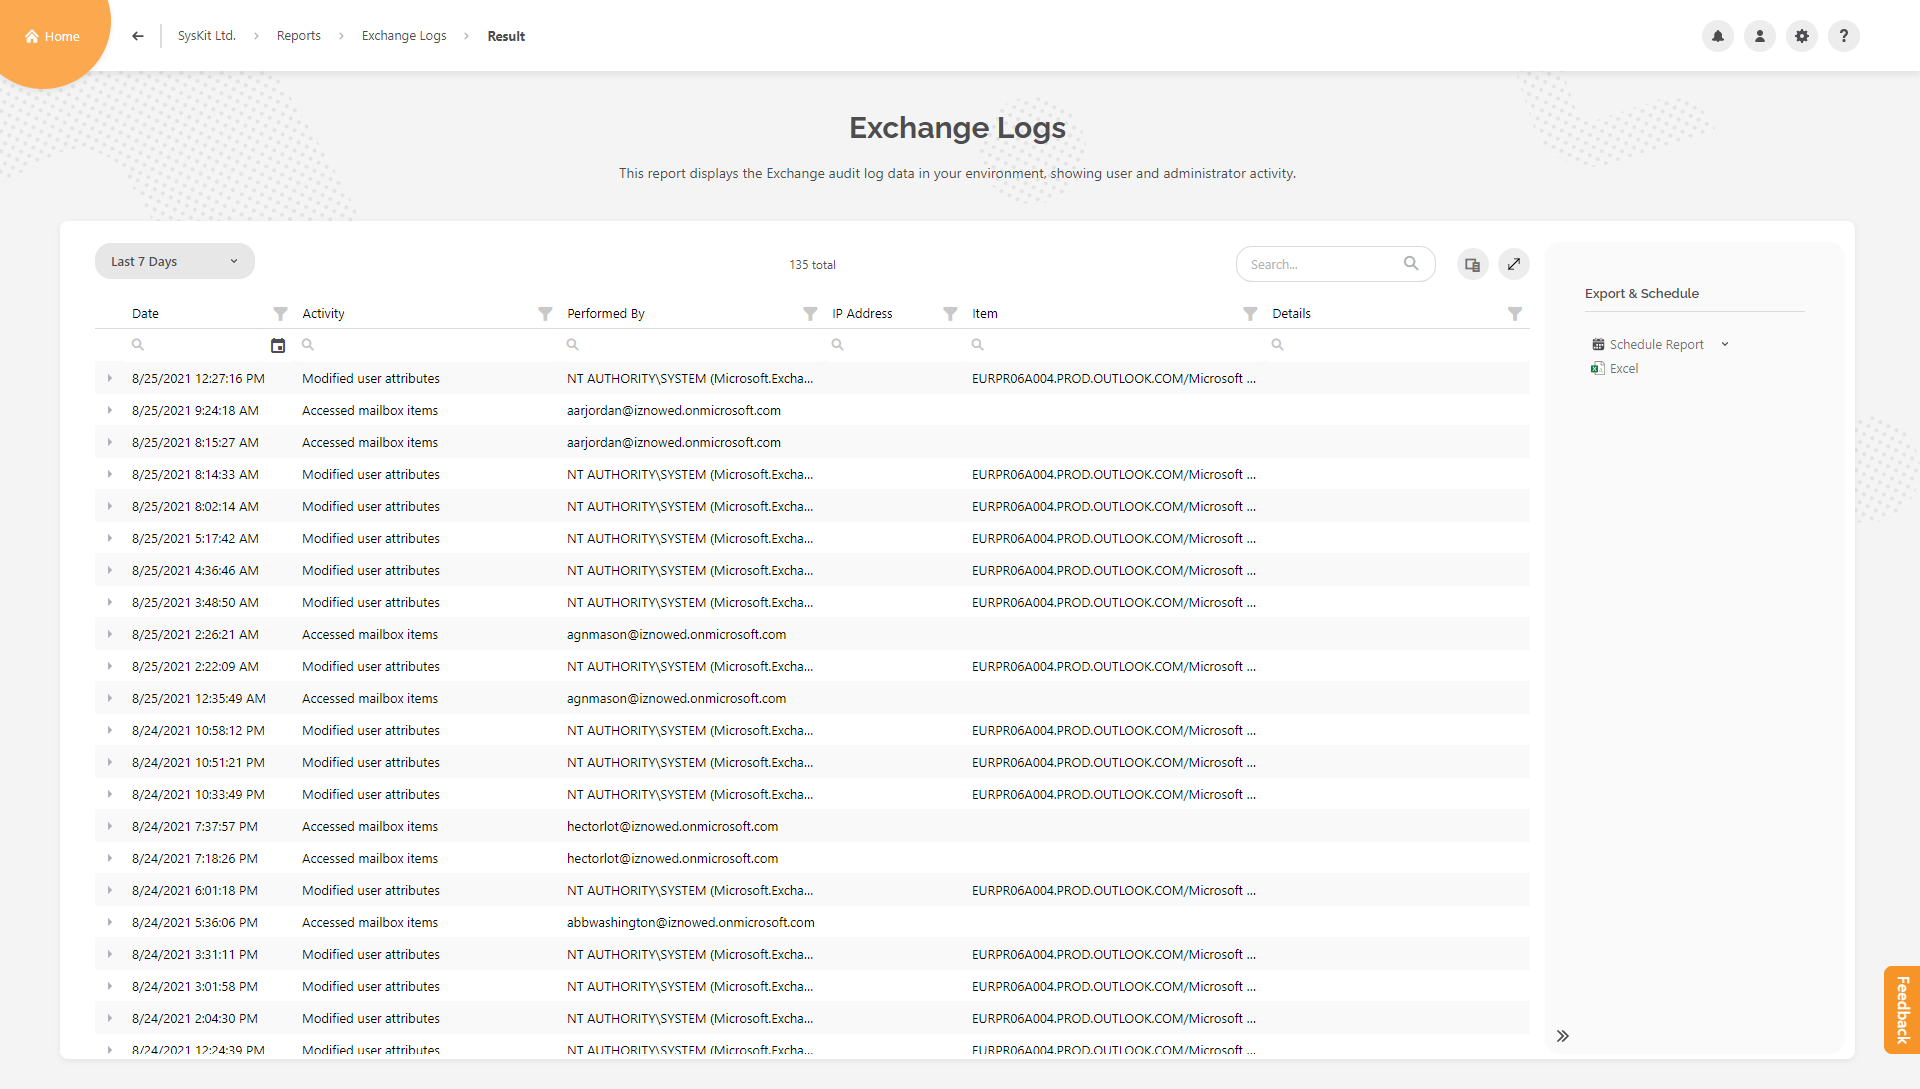 Home
SysKit Ltd. Reports Exchange Logs Result
?
Exchange Logs
This report displays the Exchange audit log data in your environment, showing user and administrator activity.
Last 7 Days
135 total
Search...
Export & Schedule
Schedule Report
Excel
Date Activity Performed By IP Address Item Details
8/25/2021 12:27:16 PM Modified user attributes NT AUTHORITY\SYSTEM (Microsoft.Excha... EURPR06A004.PROD.OUTLOOK.COM/Microsoft ...
8/25/2021 9:24:18 AM Accessed mailbox items aarjordan@iznowed.onmicrosoft.com
8/25/2021 8:15:27 AM Accessed mailbox items aarjordan@iznowed.onmicrosoft.com
8/25/2021 8:14:33 AM Modified user attributes NT AUTHORITY\SYSTEM (Microsoft.Excha... EURPR06A004.PROD.OUTLOOK.COM/Microsoft ...
8/25/2021 8:02:14 AM Modified user attributes NT AUTHORITY\SYSTEM (Microsoft.Excha... EURPR06A004.PROD.OUTLOOK.COM/Microsoft ...
8/25/2021 5:17:42 AM Modified user attributes NT AUTHORITY\SYSTEM (Microsoft.Excha... EURPR06A004.PROD.OUTLOOK.COM/Microsoft ...
8/25/2021 4:36:46 AM Modified user attributes NT AUTHORITY\SYSTEM (Microsoft.Excha... EURPR06A004.PROD.OUTLOOK.COM/Microsoft ...
8/25/2021 3:48:50 AM Modified user attributes NT AUTHORITY\SYSTEM (Microsoft.Excha... EURPR06A004.PROD.OUTLOOK.COM/Microsoft ...
8/25/2021 2:26:21 AM Accessed mailbox items agnmason@iznowed.onmicrosoft.com
8/25/2021 2:22:09 AM Modified user attributes NT AUTHORITY\SYSTEM (Microsoft.Excha... EURPR06A004.PROD.OUTLOOK.COM/Microsoft ...
8/25/2021 12:35:49 AM Accessed mailbox items agnmason@iznowed.onmicrosoft.com
8/24/2021 10:58:12 PM Modified user attributes NT AUTHORITY\SYSTEM (Microsoft.Excha... EURPR06A004.PROD.OUTLOOK.COM/Microsoft ...
8/24/2021 10:51:21 PM Modified user attributes NT AUTHORITY\SYSTEM (Microsoft.Excha... EURPR06A004.PROD.OUTLOOK.COM/Microsoft ...
8/24/2021 10:33:49 PM Modified user attributes NT AUTHORITY\SYSTEM (Microsoft.Excha... EURPR06A004.PROD.OUTLOOK.COM/Microsoft ...
8/24/2021 7:37:57 PM Accessed mailbox items hectorlot@iznowed.onmicrosoft.com
8/24/2021 7:18:26 PM Accessed mailbox items hectorlot@iznowed.onmicrosoft.com
8/24/2021 6:01:18 PM Modified user attributes NT AUTHORITY\SYSTEM (Microsoft.Excha... EURPR06A004.PROD.OUTLOOK.COM/Microsoft ...
8/24/2021 5:36:06 PM Accessed mailbox items abbwashington@iznowed.onmicrosoft.com
8/24/2021 3:31:11 PM Modified user attributes NT AUTHORITY\SYSTEM (Microsoft.Excha... EURPR06A004.PROD.OUTLOOK.COM/Microsoft ...
8/24/2021 3:01:58 PM Modified user attributes NT AUTHORITY\SYSTEM (Microsoft.Excha... EURPR06A004.PROD.OUTLOOK.COM/Microsoft ...
8/24/2021 2:04:30 PM Modified user attributes NT AUTHORITY\SYSTEM (Microsoft.Excha... EURPR06A004.PROD.OUTLOOK.COM/Microsoft ...
8/24/2021 12:24:39 PM Modified user attributes NT AUTHORITY\SYSTEM (Microsoft.Excha... EURPR06A004.PROD.OUTLOOK.COM/Microsoft ...
Feedback